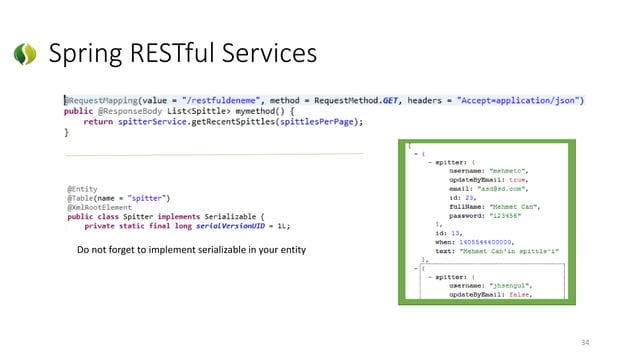 Spring RESTful Services
@RequestMapping(value = "/restfuldeneme", method = RequestMethod.GET, headers = "Accept=application/json")
public @ResponseBody List<Spittle> mymethod() {
return spitterService.getRecentSpittles(spittlesPerPage);
}
@Entity
@Table(name = "spitter")
@XmlRootElement
public class Spitter implements Serializable {
private static final long serialVersionUID = 1L;
Do not forget to implement serializable in your entity
[
- {
- spitter: {
username: "mehmetc",
updateByEmail: true,
email: "asd@sd.com",
id: 23,
fullName: "Mehmet Can",
password: "123456"
},
id: 13,
when: 1405544400000,
text: "Mehmet Can'in spittle'i"
},
- {
- spitter: {
username: "jhsengul",
updateByEmail: false,
34